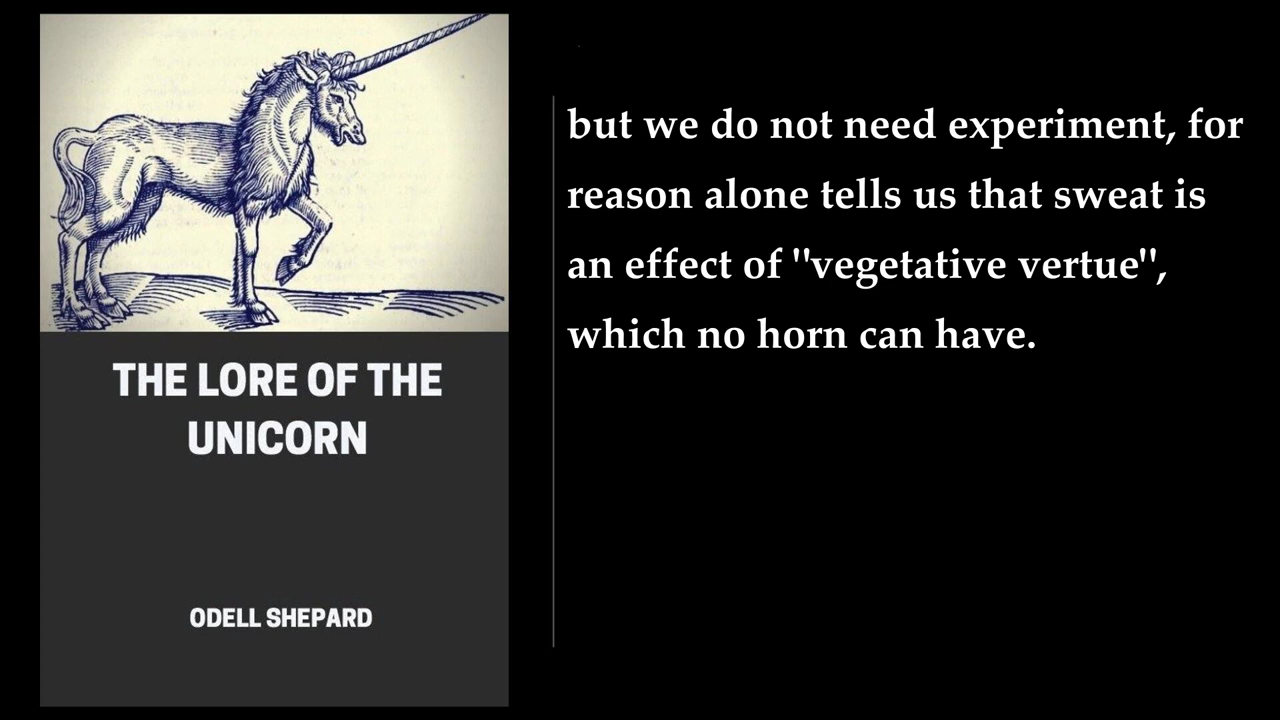 THE LORE OF THE
UNICORN
ODELL SHEPARD
but we do not need experiment, for
reason alone tells us that sweat is
an effect of "vegetative vertue",
which no horn can have.